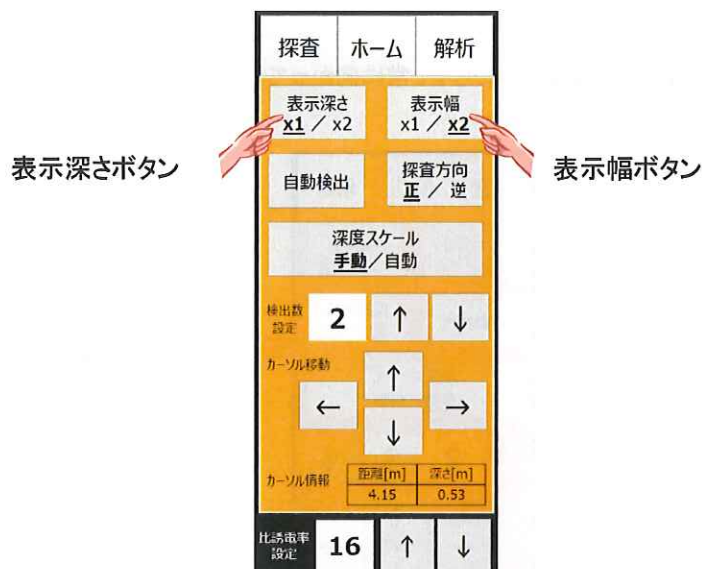 探査 ホーム 解析
表示深さ
x1 / x2
表示幅
x1 / x2
表示深さボタン
表示幅ボタン
自動検出
探査方向
正 / 逆
深度スケール
手動/自動
検出数
設定
2 ↑ ↓
カーソル移動
↑
← →
↓
カーソル情報
距離[m] 深さ[m]
4.15 0.53
比誘電率
設定
16 ↑ ↓